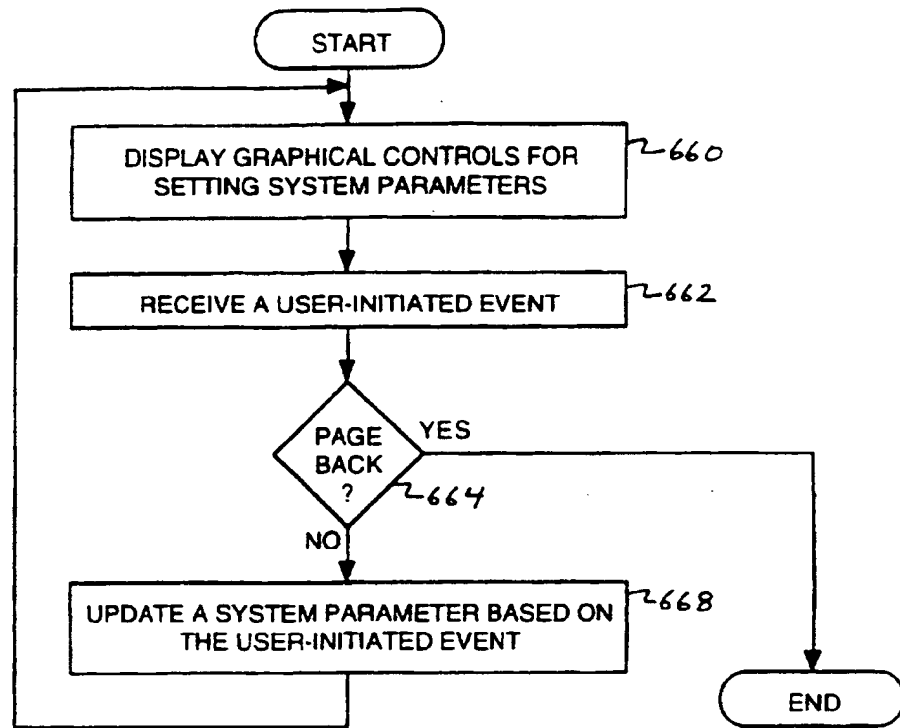 START
DISPLAY GRAPHICAL CONTROLS FOR
SETTING SYSTEM PARAMETERS
660
RECEIVE A USER-INITIATED EVENT
662
PAGE
BACK
?
YES
664
NO
UPDATE A SYSTEM PARAMETER BASED ON
THE USER-INITIATED EVENT
668
END